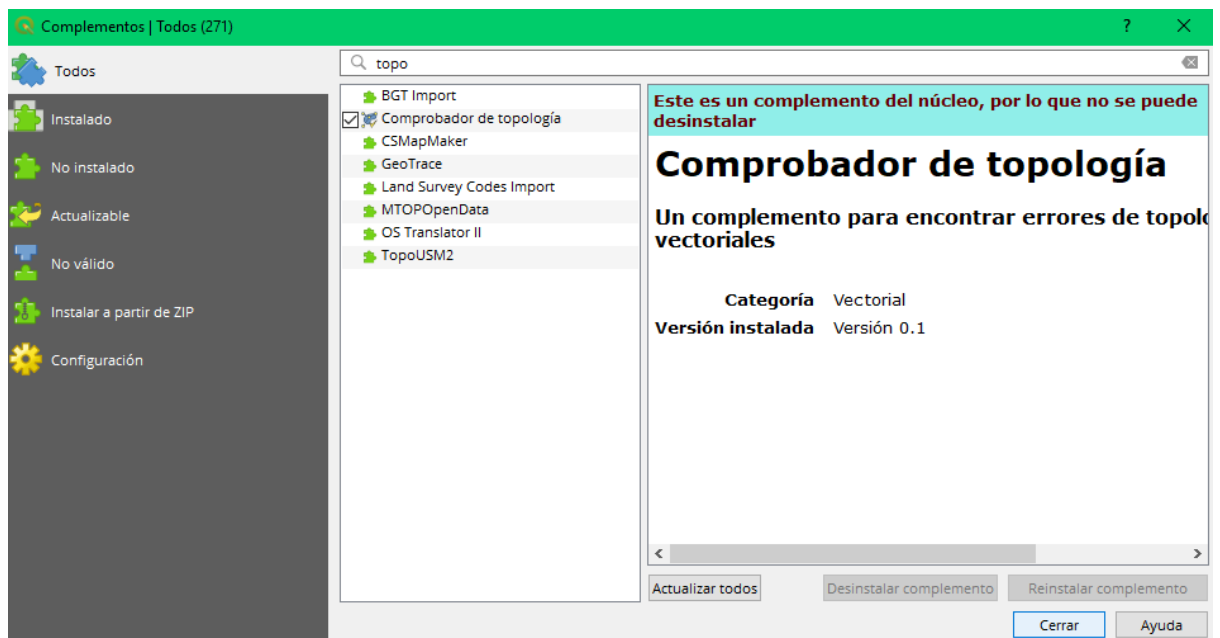 Complementos | Todos (271)
?
Todos
Instalado
No instalado
Actualizable
No válido
Instalar a partir de ZIP
Configuración
topo
BGT Import
Comprobador de topología
CSMapMaker
GeoTrace
Land Survey Codes Import
MTOPOpenData
OS Translator II
TopoUSM2
Este es un complemento del núcleo, por lo que no se puede
desinstalar
Comprobador de topología
Un complemento para encontrar errores de topolo
vectoriales
Categoría Vectorial
Versión instalada Versión 0.1
Actualizar todos Desinstalar complemento Reinstalar complemento
Cerrar Ayuda